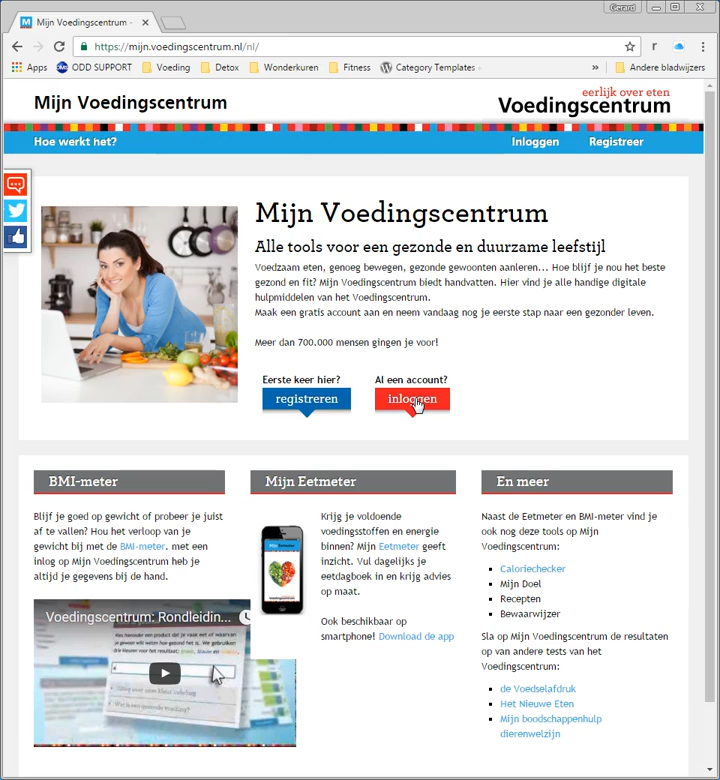 Gerard
Mijn Voedingscentrum -
https://mijn.voedingscentrum.nl/nl/
Apps ODD SUPPORT Voeding Detox Wonderkuren Fitness Category Templates » Andere bladwijzers
Mijn Voedingscentrum
eerlijk over eten
Voedingscentrum
Hoe werkt het? Inloggen Registreer
Mijn Voedingscentrum
Alle tools voor een gezonde en duurzame leefstijl
Voedzaam eten, genoeg bewegen, gezonde gewoonten aanleren... Hoe blijf je nou het beste
gezond en fit? Mijn Voedingscentrum biedt handvatten. Hier vind je alle handige digitale
hulpmiddelen van het Voedingscentrum.
Maak een gratis account aan en neem vandaag nog je eerste stap naar een gezonder leven.
Meer dan 700.000 mensen gingen je voor!
Eerste keer hier? Al een account?
registreren inloggen
BMI-meter
Blijf je goed op gewicht of probeer je juist
af te vallen? Hou het verloop van je
gewicht bij met de BMI-meter. met een
inlog op Mijn Voedingscentrum heb je
altijd je gegevens bij de hand.
Voedingscentrum: Rondleidin...
Mijn Eetmeter
Krijg je voldoende
voedingsstoffen en energie
binnen? Mijn Eetmeter geeft
inzicht. Vul dagelijks je
eetdagboek in en krijg advies
op maat.
Ook beschikbaar op
smartphone! Download de app
En meer
Naast de Eetmeter en BMI-meter vind je
ook nog deze tools op Mijn
Voedingscentrum:
Caloriechecker
Mijn Doel
Recepten
Bewaarwijzer
Sla op Mijn Voedingscentrum de resultaten
op van andere tests van het
Voedingscentrum:
de Voedselafdruk
Het Nieuwe Eten
Mijn boodschappenhulp
dierenwelzijn